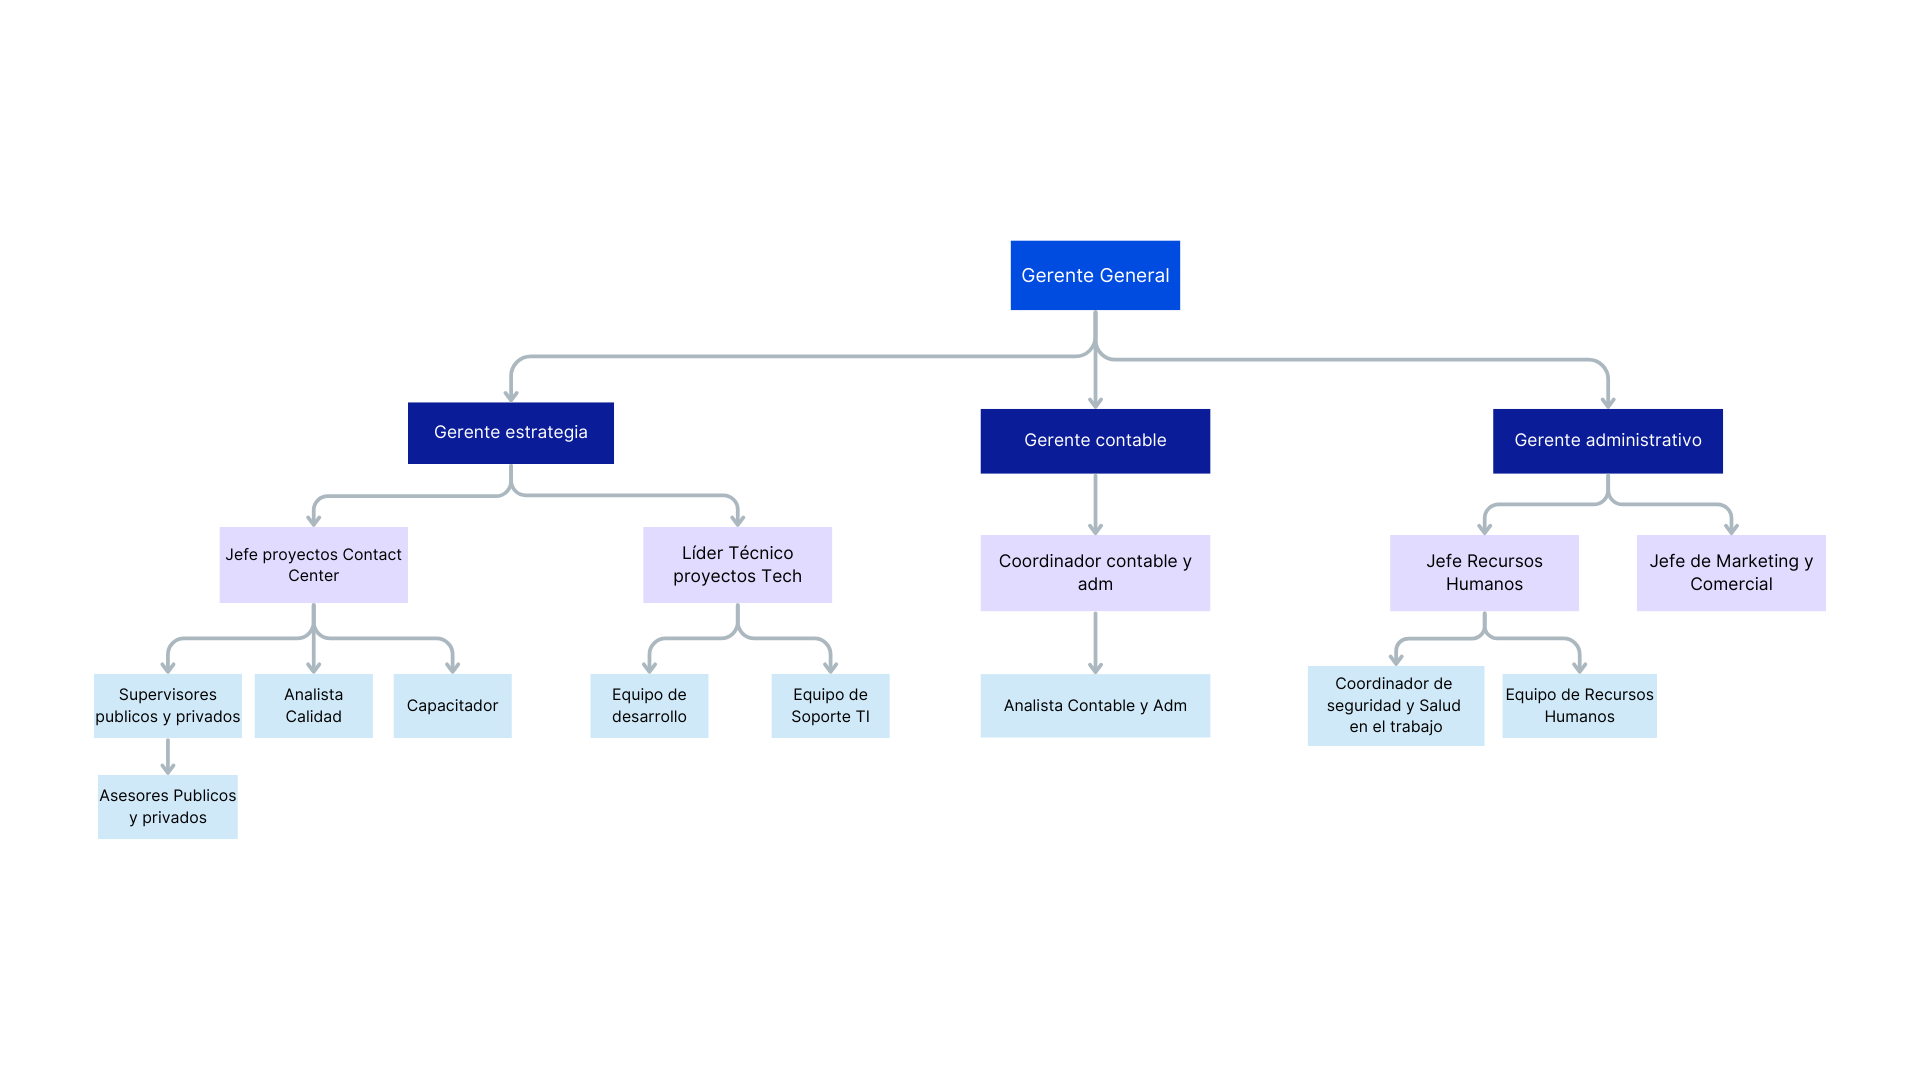 Gerente General
Gerente estrategia
Gerente contable
Gerente administrativo
Jefe proyectos Contact
Center
Líder Técnico
proyectos Tech
Coordinador contable y
adm
Jefe Recursos
Humanos
Jefe de Marketing y
Comercial
Supervisores
publicos y privados
Analista
Calidad
Capacitador
Equipo de
desarrollo
Equipo de
Soporte TI
Analista Contable y Adm
Coordinador de
seguridad y Salud
en el trabajo
Equipo de Recursos
Humanos
Asesores Publicos
y privados